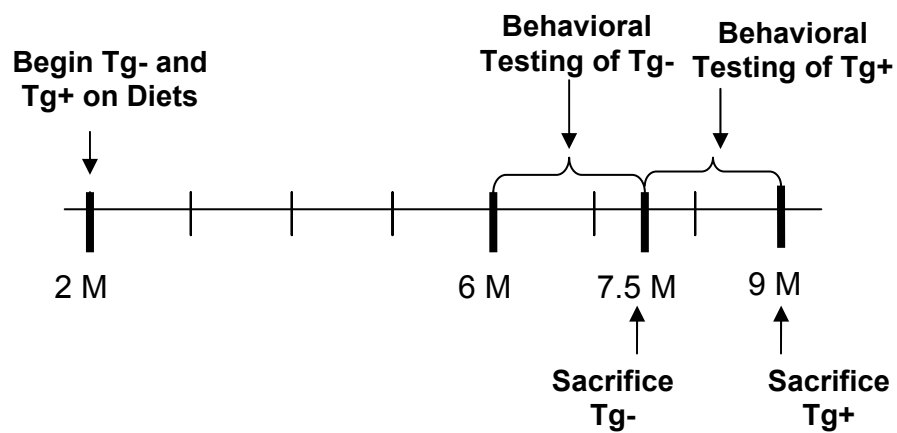 Begin Tg- and
Tg+ on Diets
Behavioral
Testing of Tg-
Behavioral
Testing of Tg+
2 M
6 M
7.5 M
9 M
Sacrifice
Tg-
Sacrifice
Tg+